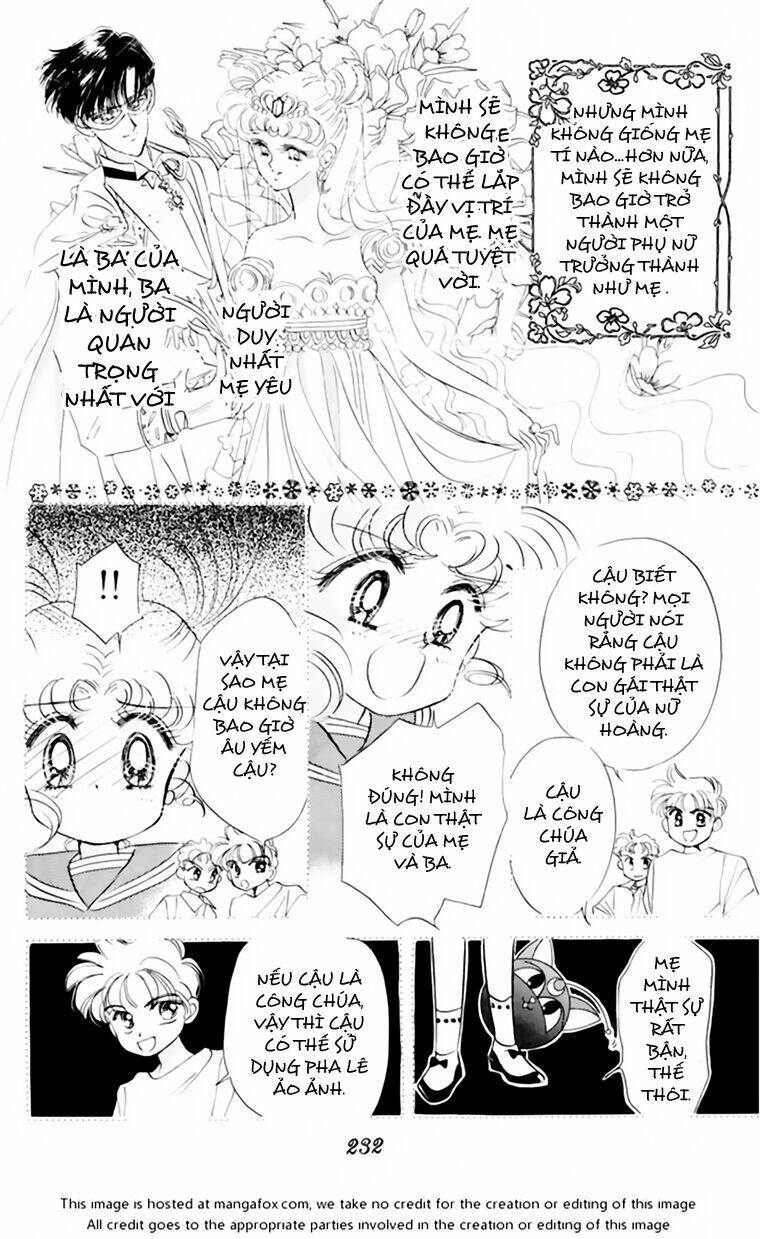 NHƯNG MÌNH
KHÔNG GIỐNG MẸ
TÍ NÀO...HƠN NỮA,
MÌNH SẼ KHÔNG
BAO GIỜ TRỞ
THÀNH MỘT
NGƯỜI PHỤ NỮ
TRƯỞNG THÀNH
NHƯ MẸ .
MÌNH SẼ
KHÔNG
BAO GIỜ
CÓ THỂ LẮP
ĐẦY VỊ TRÍ
CỦA MẸ. MẸ
QUÁ TUYỆT
VỜI.
NGƯỜI
DUY
NHẤT
MẸ YÊU
LÀ BA CỦA
MÌNH, BA
LÀ NGƯỜI
QUAN
TRỌNG
NHẤT VỚI
CẬU BIẾT
KHÔNG? MỌI
NGƯỜI NÓI
RẰNG CẬU
KHÔNG PHẢI LÀ
CON GÁI THẬT
SỰ CỦA NỮ
HOÀNG.
CẬU
LÀ CÔNG
CHÚA
GIẢ.
KHÔNG
ĐÚNG! MÌNH
LÀ CON THẬT
SỰ CỦA MẸ
VÀ BA.
VẬY TẠI
SAO MẸ
CẬU KHÔNG
BAO GIỜ
ÂU YẾM
CẬU?
!!
MẸ
MÌNH
THẬT SỰ
RẤT
BẬN,
THẾ
THÔI.
NẾU CẬU LÀ
CÔNG CHÚA,
VẬY THÌ CẬU
CÓ THỂ SỬ
DỤNG PHA LÊ
ẢO ẢNH.
232
This image is hosted at mangafox.com, we take no credit for the creation or editing of this image
All credit goes to the appropriate parties involved in the creation or editing of this image